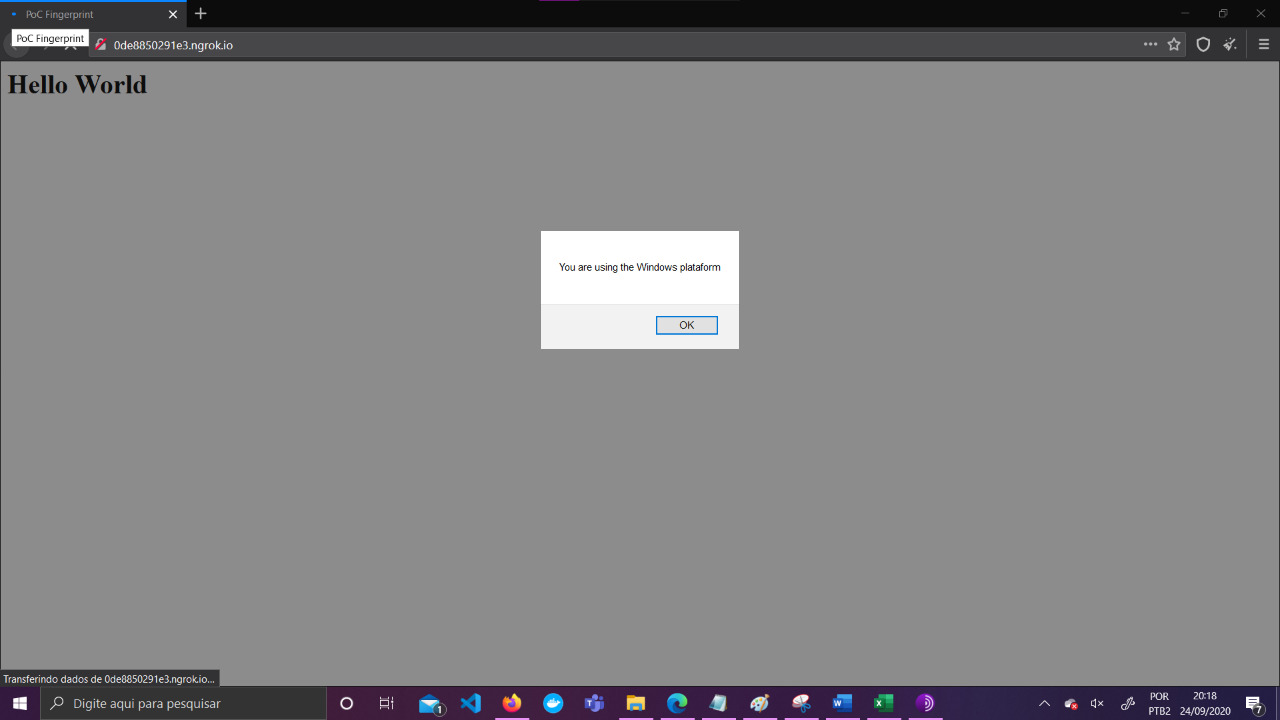 PoC Fingerprint
PoC Fingerprint
0de8850291e3.ngrok.io
Hello World
You are using the Windows plataform
OK
Transferindo dados de 0de8850291e3.ngrok.io...
Digite aqui para pesquisar
1
POR
PTB2
20:18
24/09/2020
7